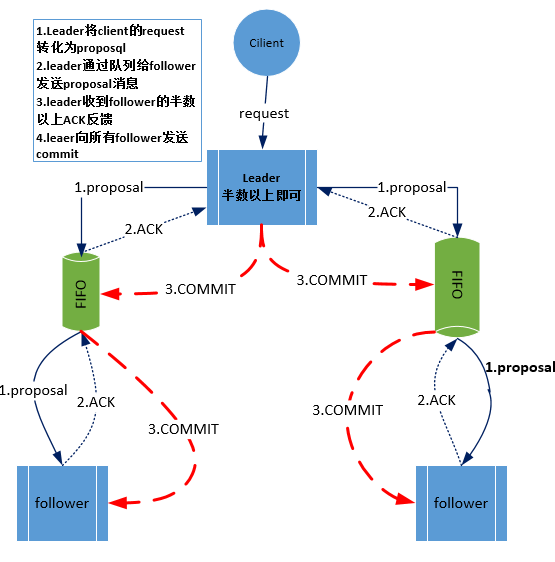 1.Leader将client的request
转化为proposql
2.leader通过队列给follower
发送proposal消息
3.leader收到follower的半数
以上ACK反馈
4.leaer向所有follower发送
commit
Cilient
request
Leader
半数以上即可
1.proposal
1.proposal
2.ACK
2.ACK
FIFO
FIFO
3.COMMIT
3.COMMIT
1.proposal
1.proposal
2.ACK
2.ACK
3.COMMIT
3.COMMIT
follower
follower